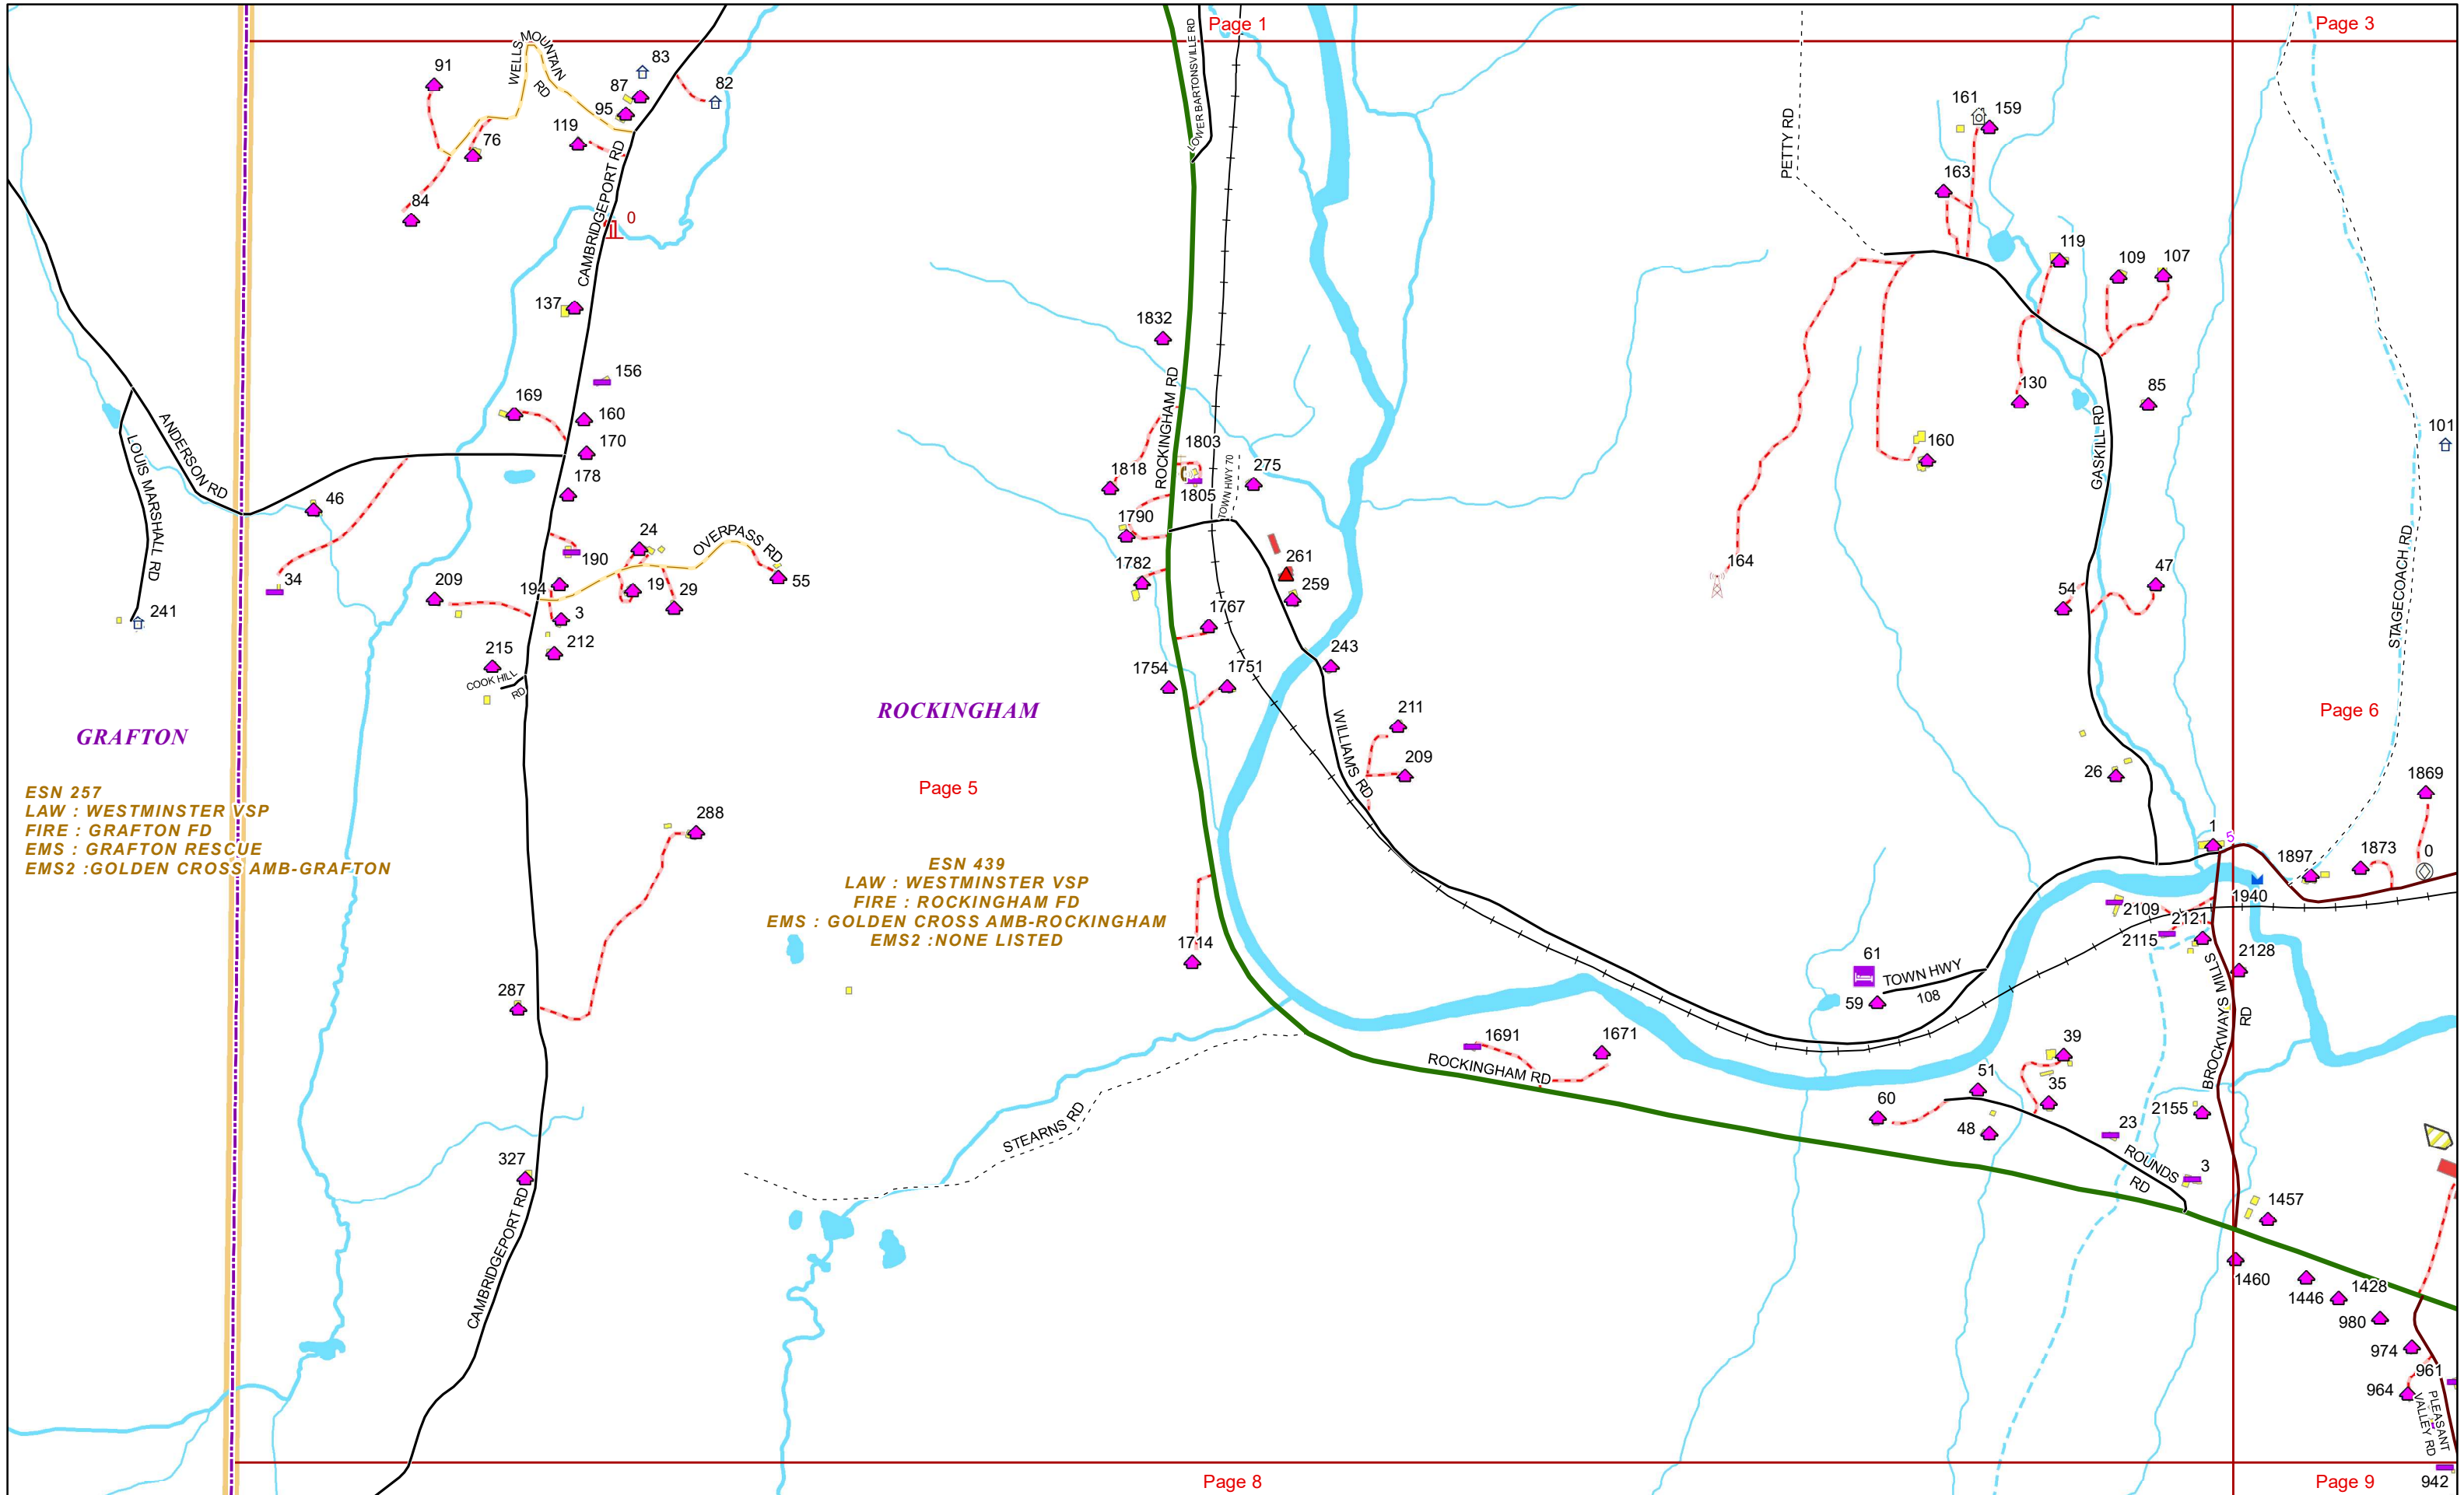 Page 1
Page 3
LOWER BARTONSVILLE RD
WELLS MOUNTAIN RD
91
83
87
82
95
76
119
84
CAMBRIDGEPORT RD
0
PETTY RD
161
159
163
119
109
107
137
1832
156
169
160
170
178
ROCKINGHAM RD
1803
1818
1805
TOWN HWY 70
275
130
85
GASKILL RD
160
101
ANDERSON RD
LOUIS MARSHALL RD
46
34
241
1790
1782
261
259
24
OVERPASS RD
190
194
19
29
55
209
3
212
215
COOK HILL RD
164
54
47
STAGECOACH RD
1767
1754
1751
243
211
209
WILLIAMS RD
GRAFTON
ROCKINGHAM
Page 5
Page 6
26
1869
ESN 257
LAW : WESTMINSTER VSP
FIRE : GRAFTON FD
EMS : GRAFTON RESCUE
EMS2 :GOLDEN CROSS AMB-GRAFTON
288
ESN 439
LAW : WESTMINSTER VSP
FIRE : ROCKINGHAM FD
EMS : GOLDEN CROSS AMB-ROCKINGHAM
EMS2 :NONE LISTED
1
5
1897
1873
0
1940
2109
2121
2115
2128
1714
61
TOWN HWY
108
59
287
BROCKWAYS MILLS RD
1691
1671
ROCKINGHAM RD
39
51
35
60
48
2155
23
STEARNS RD
ROUNDS RD
3
327
CAMBRIDGEPORT RD
1457
1460
1446
1428
980
974
961
964
PLEASANT VALLEY RD
Page 8
Page 9
942